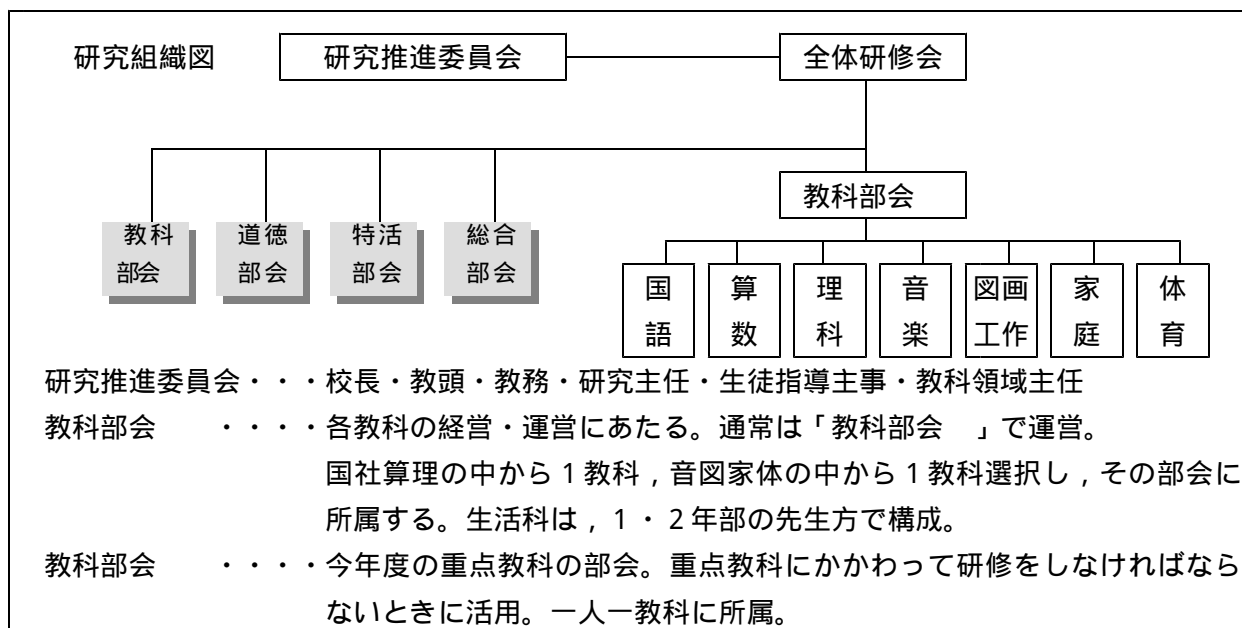 研究組織図
研究推進委員会
全体研修会
教科部会
教科
部会
道徳
部会
特活
部会
総合
部会
国語
算数
理科
音楽
図画
工作
家庭
体育
研究推進委員会・・・校長・教頭・教務・研究主任・生徒指導主事・教科領域主任
教科部会　　・・・・各教科の経営・運営にあたる。通常は「教科部会　」で運営。
国社算理の中から1教科，音図家体の中から1教科選択し，その部会に
所属する。生活科は，1・2年部の先生方で構成。
教科部会　　・・・・今年度の重点教科の部会。重点教科にかかわって研修をしなければなら
ないときに活用。一人一教科に所属。